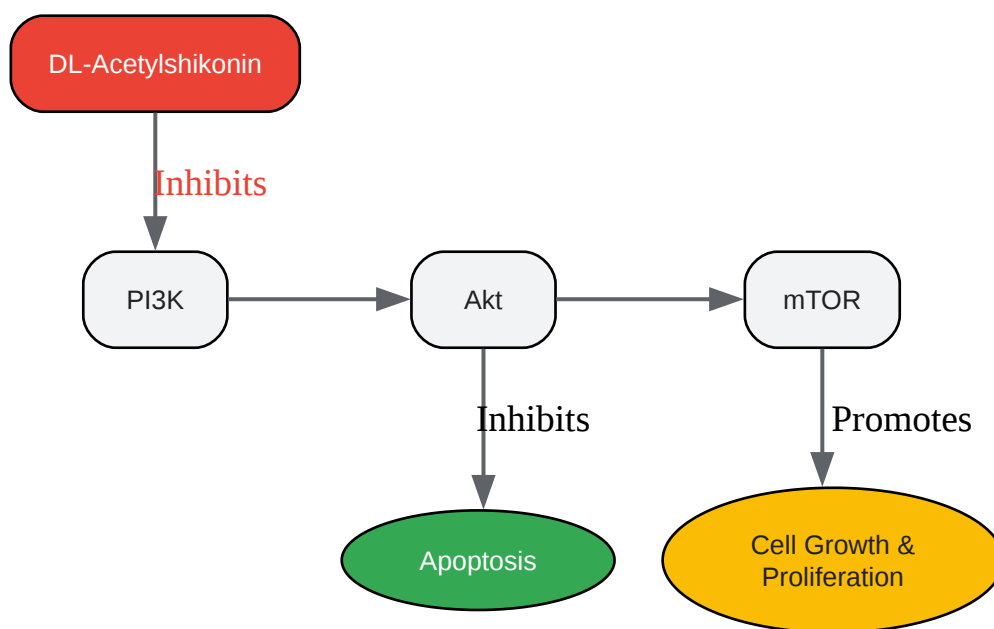 DL-Acetylshikonin
Inhibits
PI3K
Akt
mTOR
Inhibits
Promotes
Apoptosis
Cell Growth &
Proliferation